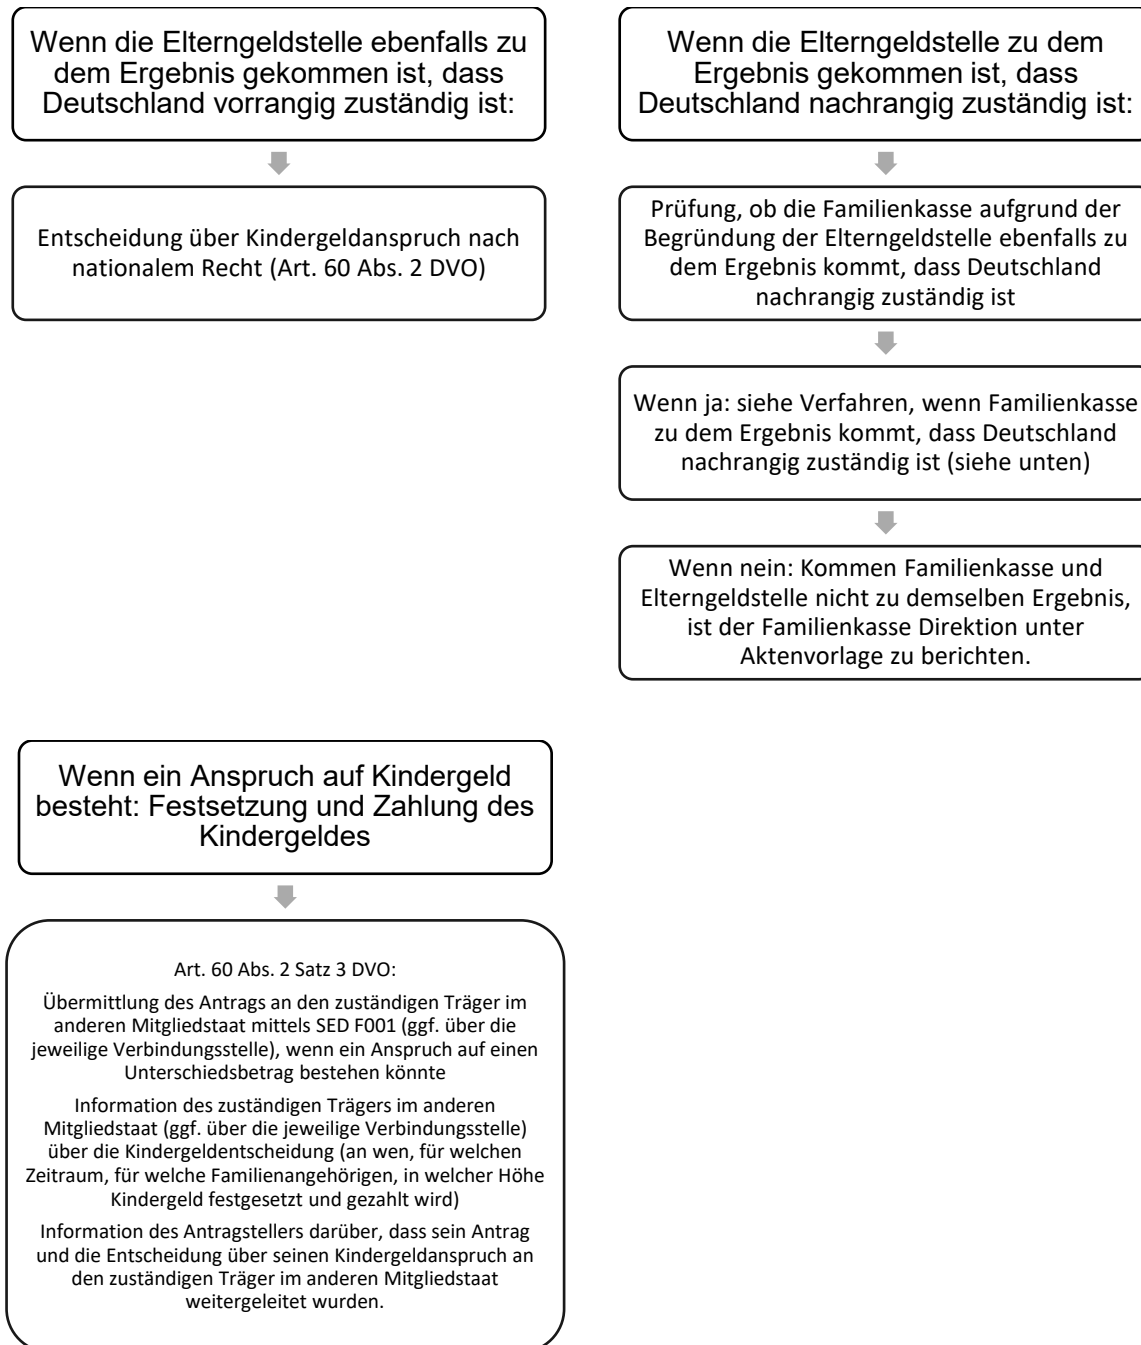 Wenn die Elterngeldstelle ebenfalls zu
dem Ergebnis gekommen ist, dass
Deutschland vorrangig zuständig ist:
Entscheidung über Kindergeldanspruch nach
nationalem Recht (Art. 60 Abs. 2 DVO)
Wenn die Elterngeldstelle zu dem
Ergebnis gekommen ist, dass
Deutschland nachrangig zuständig ist:
Prüfung, ob die Familienkasse aufgrund der
Begründung der Elterngeldstelle ebenfalls zu
dem Ergebnis kommt, dass Deutschland
nachrangig zuständig ist
Wenn ja: siehe Verfahren, wenn Familienkasse
zu dem Ergebnis kommt, dass Deutschland
nachrangig zuständig ist (siehe unten)
Wenn nein: Kommen Familienkasse und
Elterngeldstelle nicht zu demselben Ergebnis,
ist der Familienkasse Direktion unter
Aktenvorlage zu berichten.
Wenn ein Anspruch auf Kindergeld
besteht: Festsetzung und Zahlung des
Kindergeldes
Art. 60 Abs. 2 Satz 3 DVO:
Übermittlung des Antrags an den zuständigen Träger im
anderen Mitgliedstaat mittels SED F001 (ggf. über die
jeweilige Verbindungsstelle), wenn ein Anspruch auf einen
Unterschiedsbetrag bestehen könnte
Information des zuständigen Trägers im anderen
Mitgliedstaat (ggf. über die jeweilige Verbindungsstelle)
über die Kindergeldentscheidung (an wen, für welchen
Zeitraum, für welche Familienangehörigen, in welcher Höhe
Kindergeld festgesetzt und gezahlt wird)
Information des Antragstellers darüber, dass sein Antrag
und die Entscheidung über seinen Kindergeldanspruch an
den zuständigen Träger im anderen Mitgliedstaat
weitergeleitet wurden.